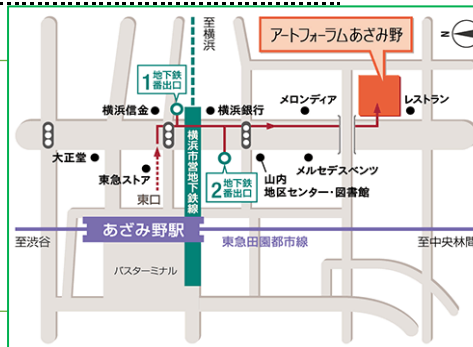 至横浜
アートフォーラムあざみ野
N
1 地下鉄
番出口
横浜信金
横浜銀行
メロンディア
レストラン
大正堂
東急ストア
東口
横浜市営地下鉄線
2 地下鉄
番出口
山内
地区センター・図書館
メルセデスベンツ
あざみ野駅
至渋谷
東急田園都市線
至中央林間
バスターミナル